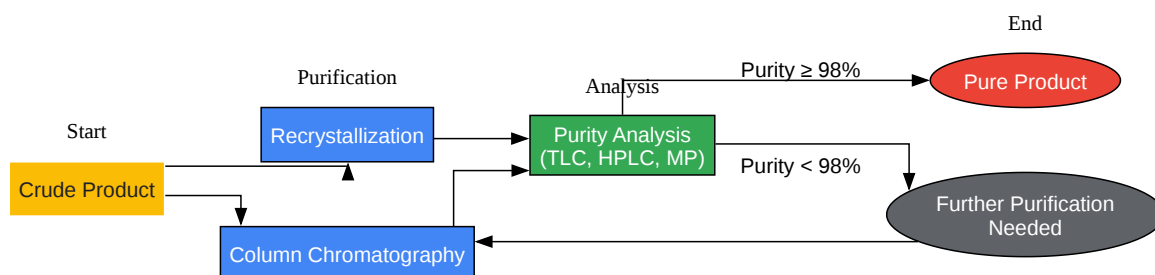 Start
Crude Product
Purification
Recrystallization
Column Chromatography
Analysis
Purity Analysis
(TLC, HPLC, MP)
Purity ≥ 98%
Purity < 98%
End
Pure Product
Further Purification
Needed